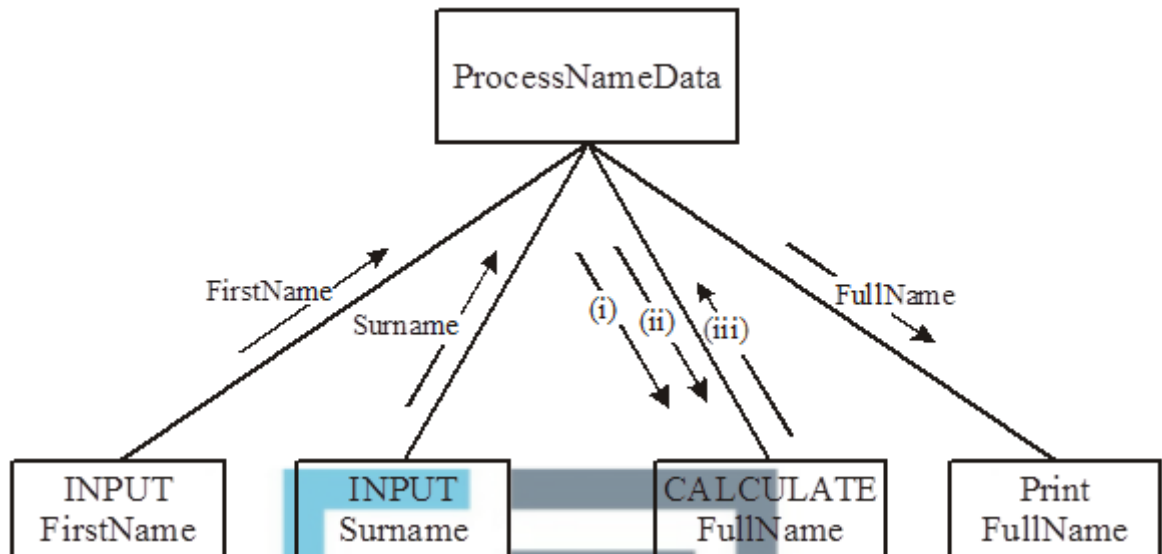 ProcessNameData
FirstName
Surname
(i)
(ii)
(iii)
FullName
INPUT
FirstName
INPUT
Surname
CALCULATE
FullName
Print
FullName